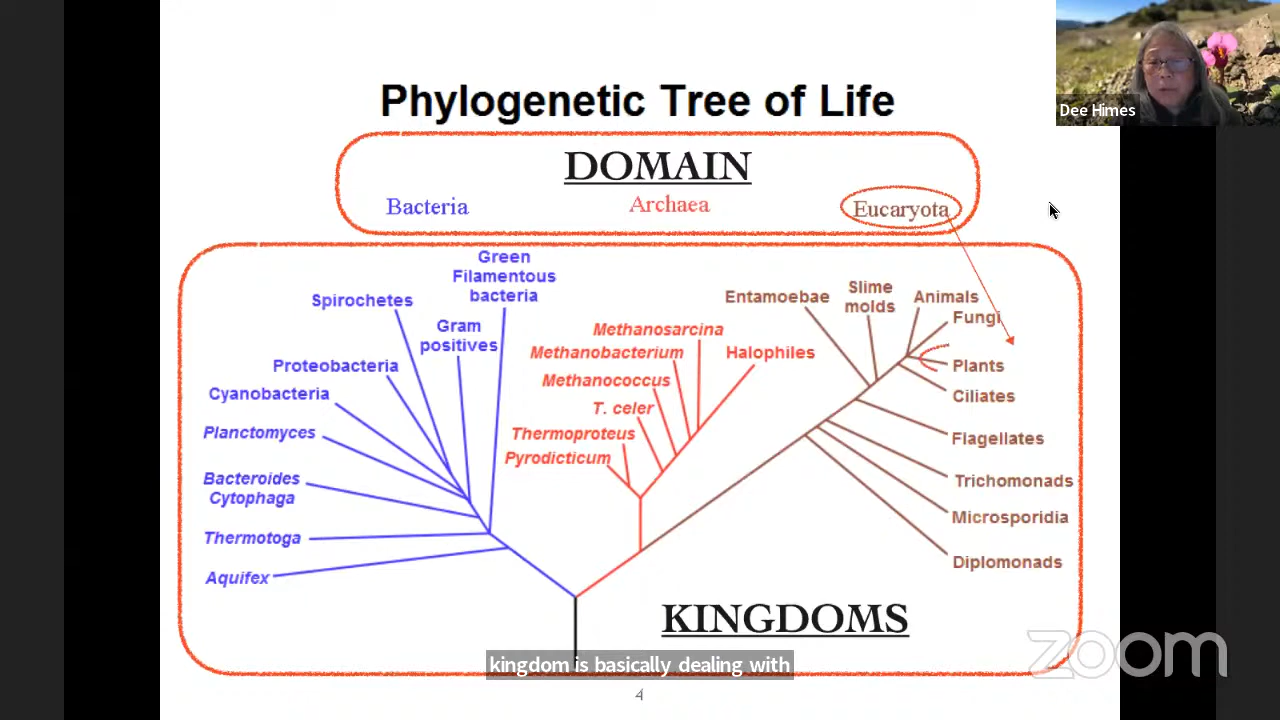 Phylogenetic Tree of Life
Dee Himes
DOMAIN
Bacteria
Archaea
Eucaryota
Green
Filamentous
bacteria
Spirochetes
Gram
positives
Proteobacteria
Cyanobacteria
Planctomyces
Bacteroides
Cytophaga
Thermotoga
Aquifex
Methanosarcina
Methanobacterium
Halophiles
Methanococcus
T. celer
Thermoproteus
Pyrodicticum
Entamoebae
Slime
molds
Animals
Fungi
Plants
Ciliates
Flagellates
Trichomonads
Microsporidia
Diplomonads
KINGDOMS
kingdom is basically dealing with
zoom
4